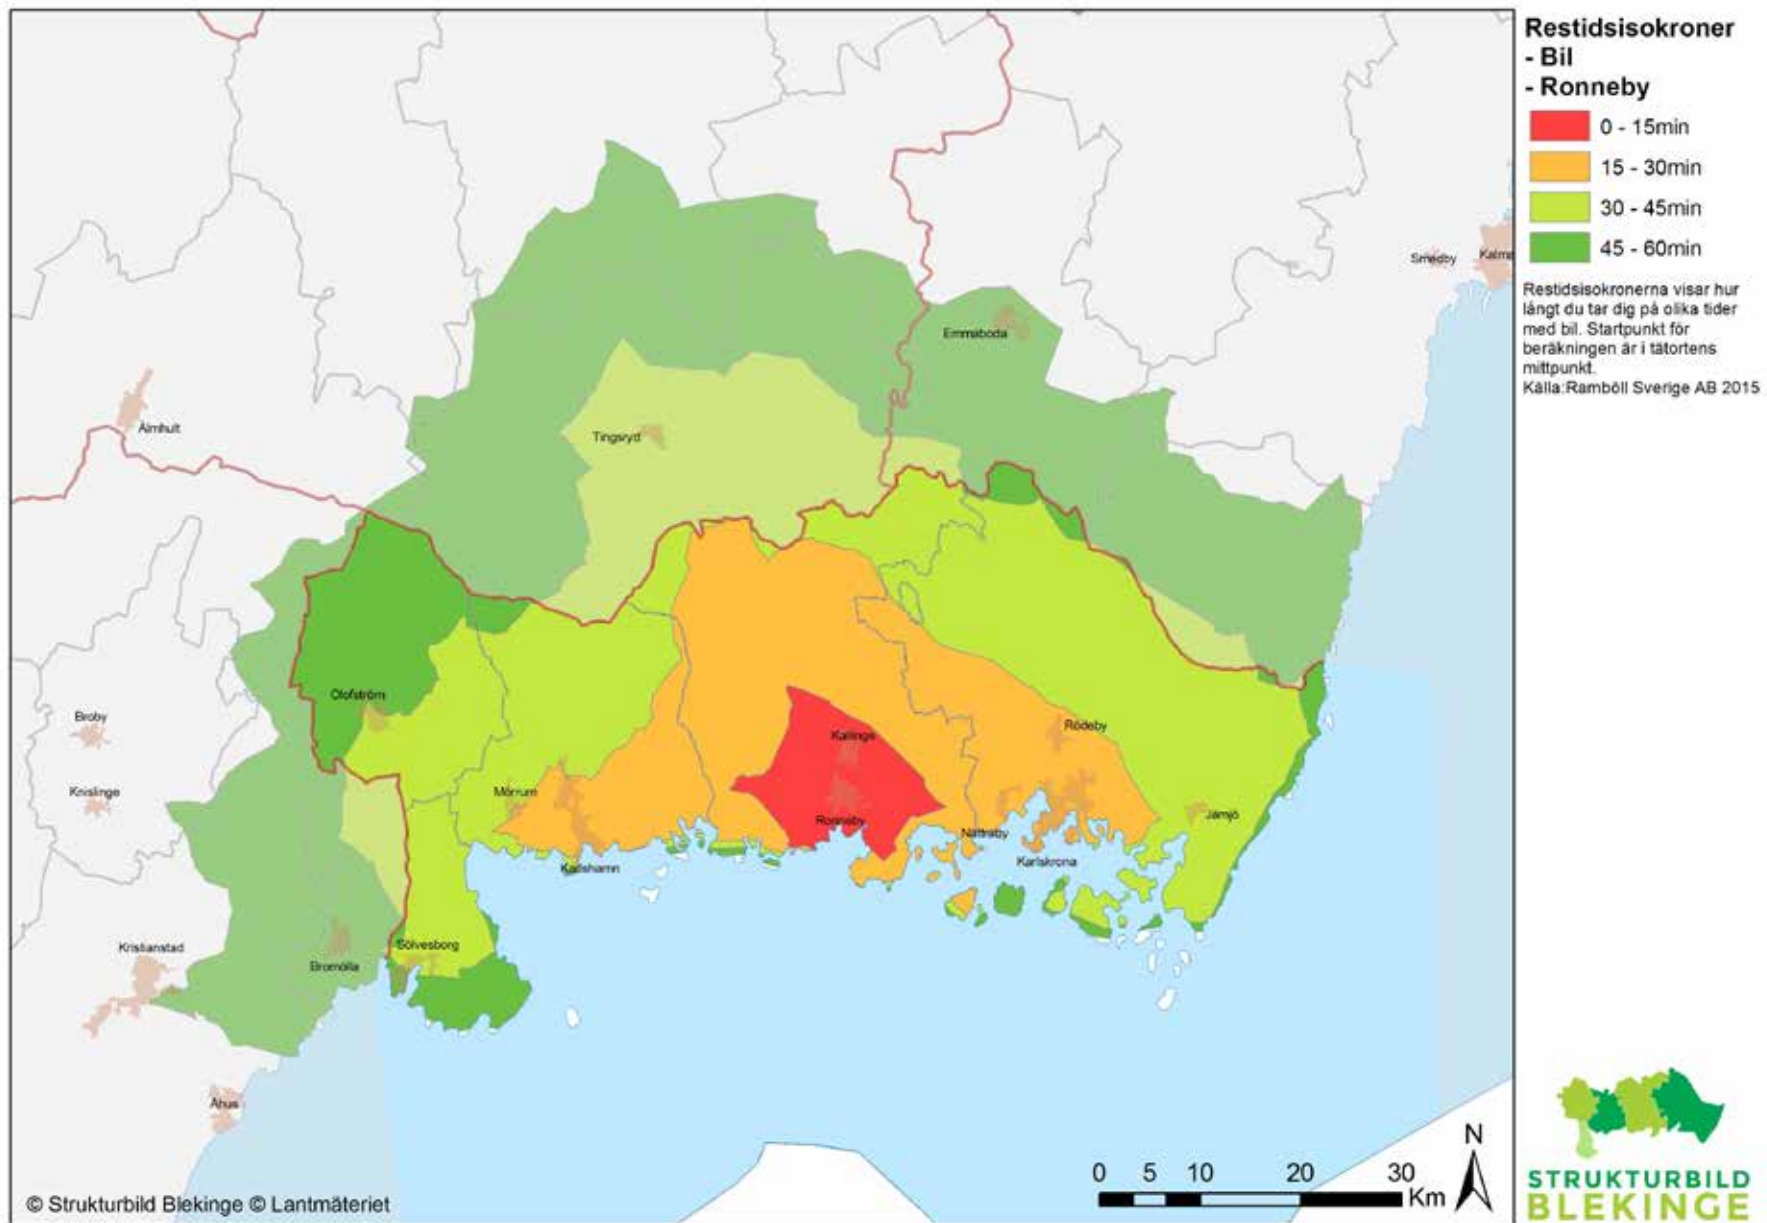 Restidsisokroner
- Bil
- Ronneby
0 - 15min
15 - 30min
30 - 45min
45 - 60min
Restidsisokronerna visar hur
långt du tar dig på olika tider
med bil. Startpunkt för
beräkningen är i tätortens
mittpunkt.
Källa:Ramböll Sverige AB 2015
Smedby
Kalma
Emmaboda
Älmhult
Tingsryd
Olofström
Broby
Rödeby
Kallinge
Knislinge
Mörrum
Jämjö
Ronneby
Nättraby
Karlskrona
Karlshamn
Kristianstad
Sölvesborg
Bromölla
Åhus
N
0 5 10 20 30
Km
© Strukturbild Blekinge © Lantmäteriet
STRUKTURBILD
BLEKINGE